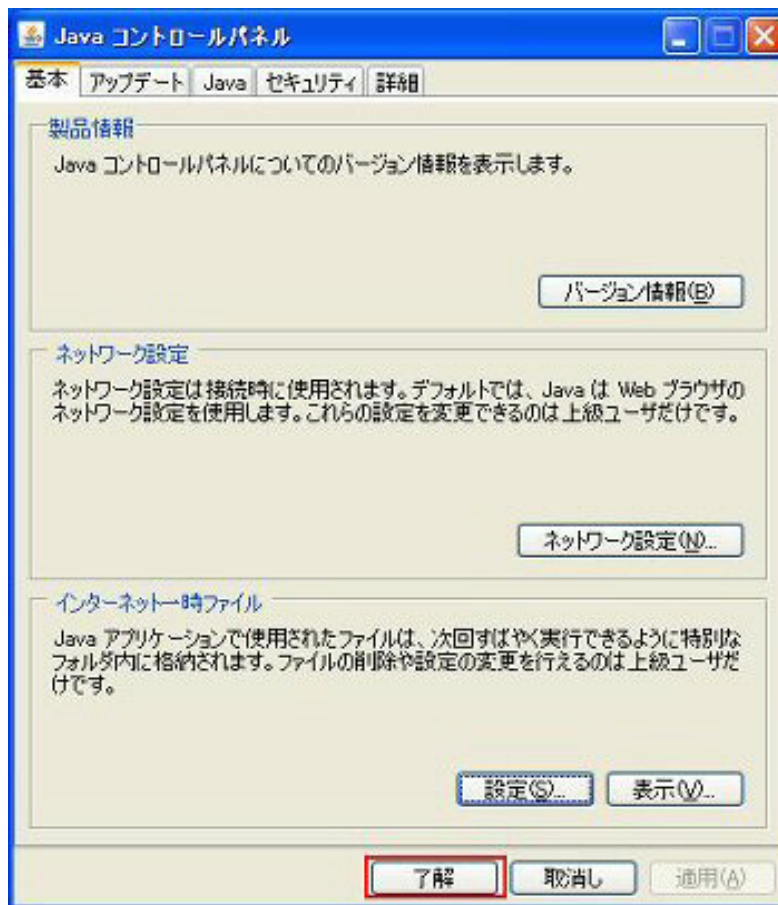 Java コントロールパネル
基本 アップデート Java セキュリティ 詳細
製品情報
Java コントロールパネルについてのバージョン情報を表示します。
バージョン情報(B)
ネットワーク設定
ネットワーク設定は接続時に使用されます。デフォルトでは、Java は Web ブラウザの
ネットワーク設定を使用します。これらの設定を変更できるのは上級ユーザだけです。
ネットワーク設定(N)...
インターネット一時ファイル
Java アプリケーションで使用されたファイルは、次回すばやく実行できるように特別な
フォルダ内に格納されます。ファイルの削除や設定の変更を行えるのは上級ユーザだ
けです。
設定(S)... 表示(V)...
了解 取消し 適用(A)